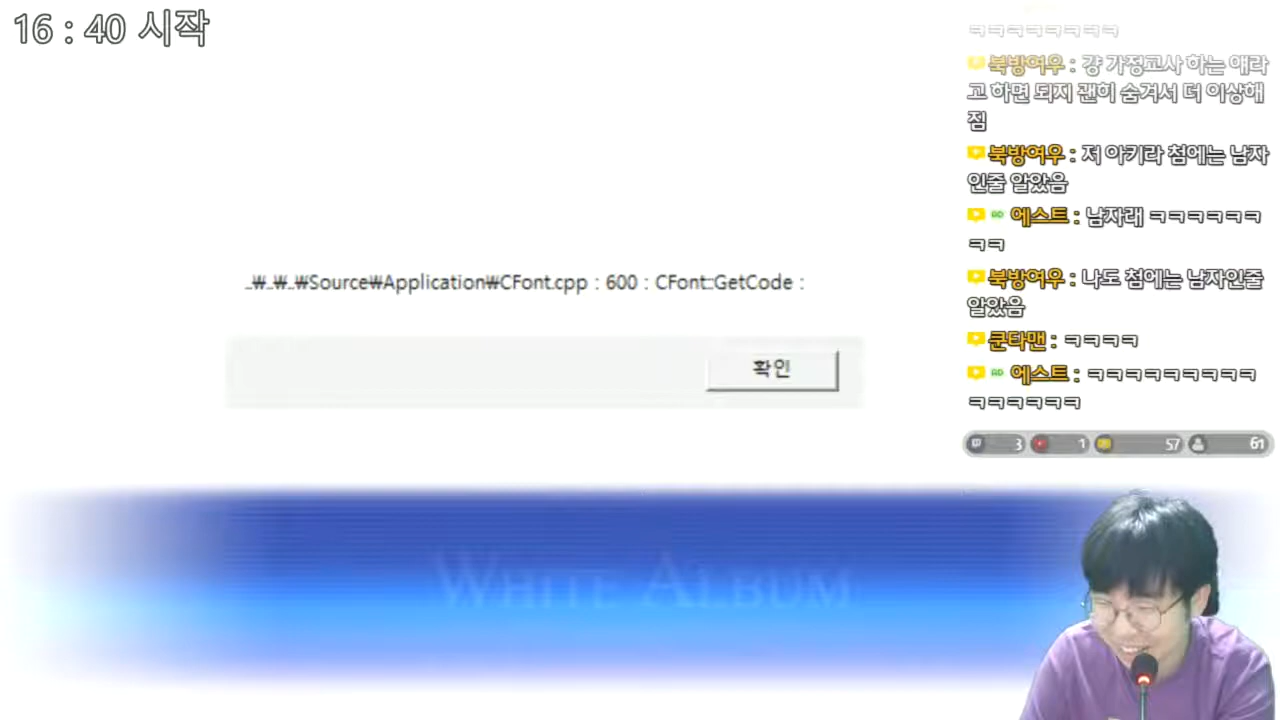 16 : 40 시작
..₩..₩..₩Source₩Application₩CFont.cpp : 600 : CFont::GetCode :
확인
WHITE ALBUM
ㅋㅋㅋㅋㅋㅋㅋㅋ
북방여우 : 걍 가정교사 하는 애라
고 하면 되지 괜히 숨겨서 더 이상해
짐
북방여우 : 저 아키라 첨에는 남자
인줄 알았음
에스트 : 남자래 ㅋㅋㅋㅋㅋㅋ
ㅋㅋ
북방여우 : 나도 첨에는 남자인줄
알았음
쿤타맨 : ㅋㅋㅋㅋ
에스트 : ㅋㅋㅋㅋㅋㅋㅋㅋㅋ
ㅋㅋㅋㅋㅋㅋ
3 1 57 61